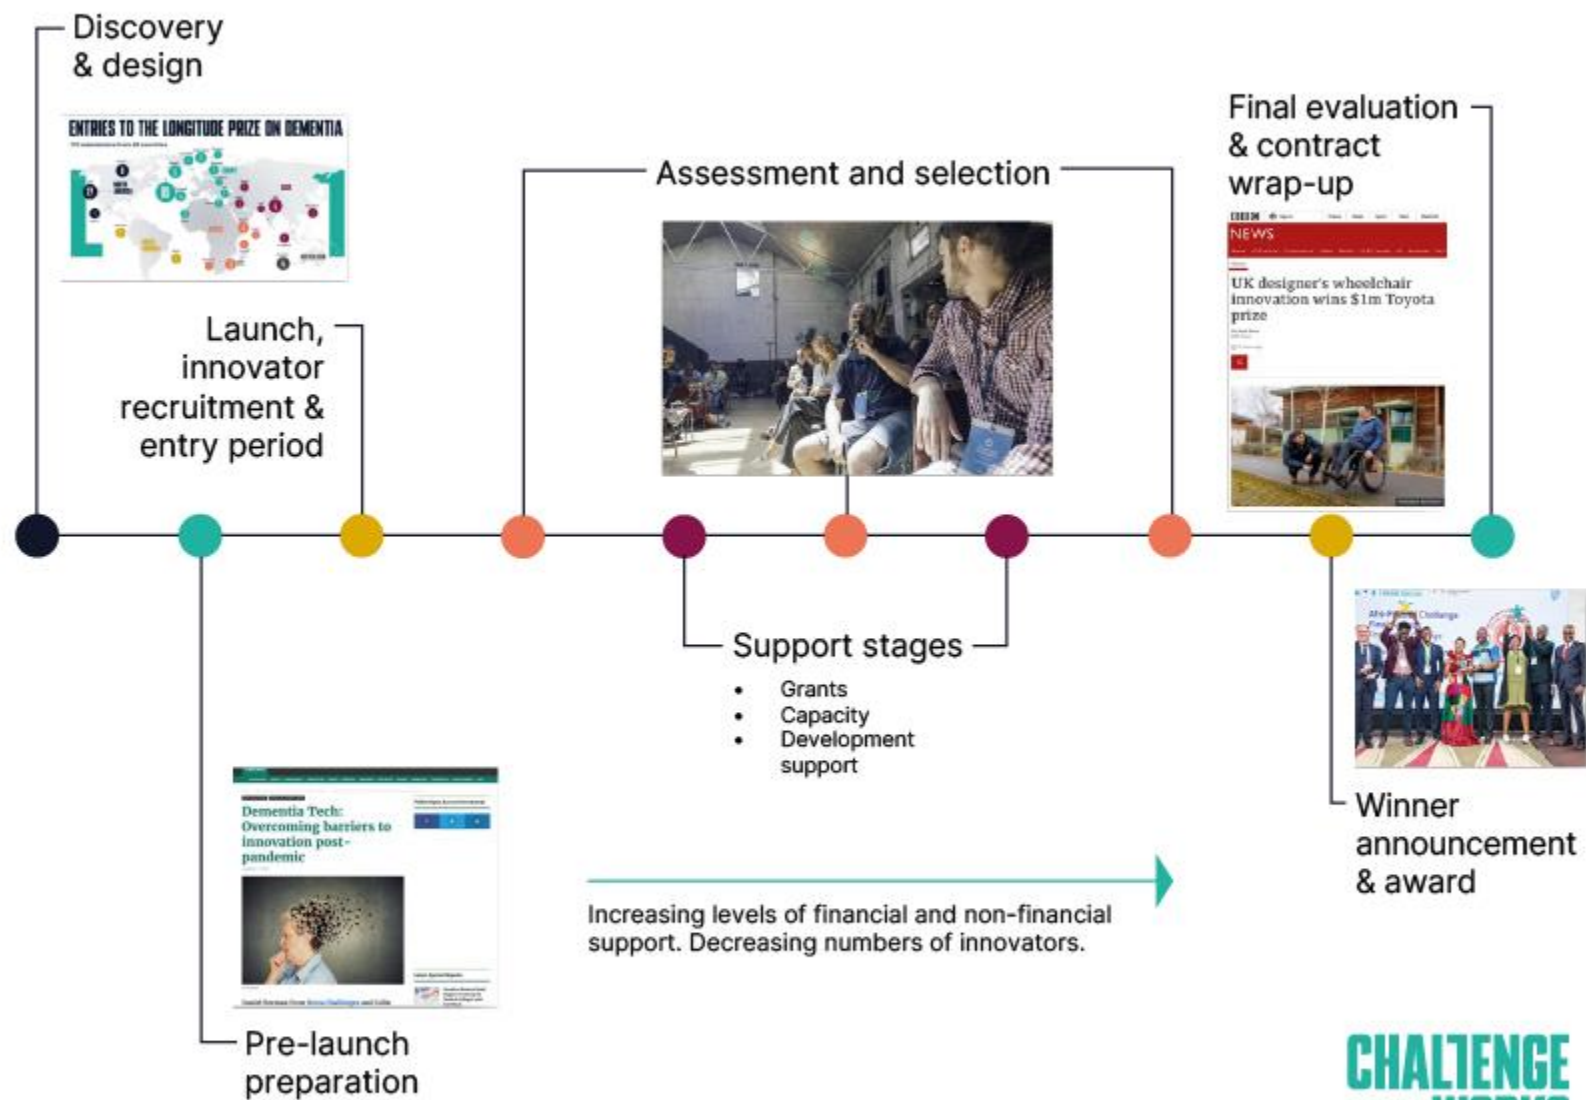 Discovery
& design
ENTRIES TO THE LONGITUDE PRIZE ON DEMENTIA
Launch,
innovator
recruitment &
entry period
Assessment and selection
Final evaluation
& contract
wrap-up
NEWS
UK designer's wheelchair
innovation wins $1m Toyota
prize
Support stages
• Grants
• Capacity
• Development
support
Dementia Tech:
Overcoming barriers to
innovation post-
pandemic
Increasing levels of financial and non-financial
support. Decreasing numbers of innovators.
Winner
announcement
& award
Pre-launch
preparation
CHALLENGE
WORKS